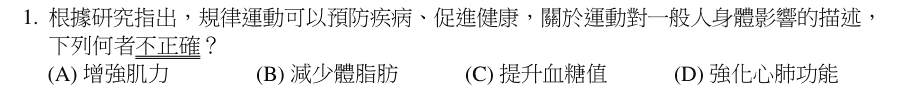 1. 根據研究指出，規律運動可以預防疾病、促進健康，關於運動對一般人身體影響的描述，
下列何者不正確？
(A) 增強肌力 (B) 減少體脂肪 (C) 提升血糖值 (D) 強化心肺功能